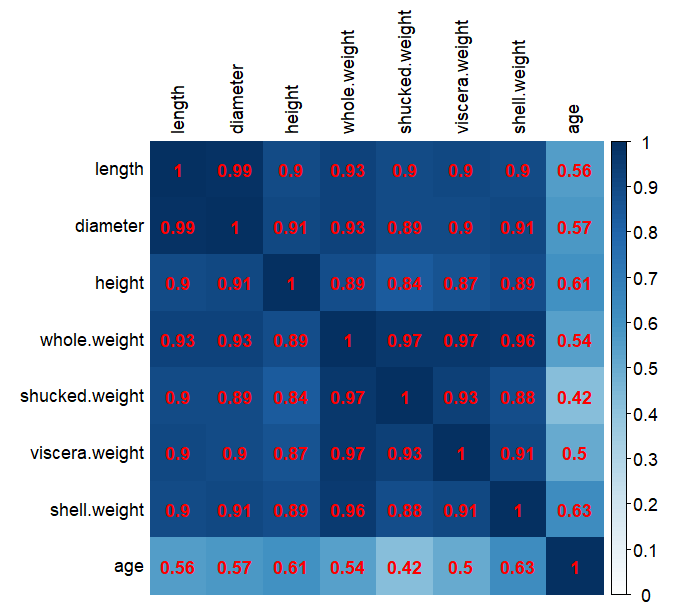 length diameter height whole.weight shucked.weight viscera.weight shell.weight age
length 1 0.99 0.9 0.93 0.9 0.9 0.9 0.56
diameter 0.99 1 0.91 0.93 0.89 0.9 0.91 0.57
height 0.9 0.91 1 0.89 0.84 0.87 0.89 0.61
whole.weight 0.93 0.93 0.89 1 0.97 0.97 0.96 0.54
shucked.weight 0.9 0.89 0.84 0.97 1 0.93 0.88 0.42
viscera.weight 0.9 0.9 0.87 0.97 0.93 1 0.91 0.5
shell.weight 0.9 0.91 0.89 0.96 0.88 0.91 1 0.63
age 0.56 0.57 0.61 0.54 0.42 0.5 0.63 1
1
0.9
0.8
0.7
0.6
0.5
0.4
0.3
0.2
0.1
0